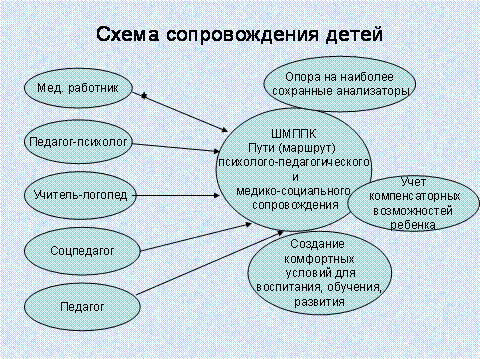 Схема сопровождения детей
Мед. работник
Педагог-психолог
Учитель-логопед
Соцпедагог
Педагог
Опора на наиболее
сохранные анализаторы
ШМППК
Пути (маршрут)
психолого-педагогического
и
медико-социального
сопровождения
Учет
компенсаторных
возможностей
ребенка
Создание
комфортных
условий для
воспитания, обучения,
развития